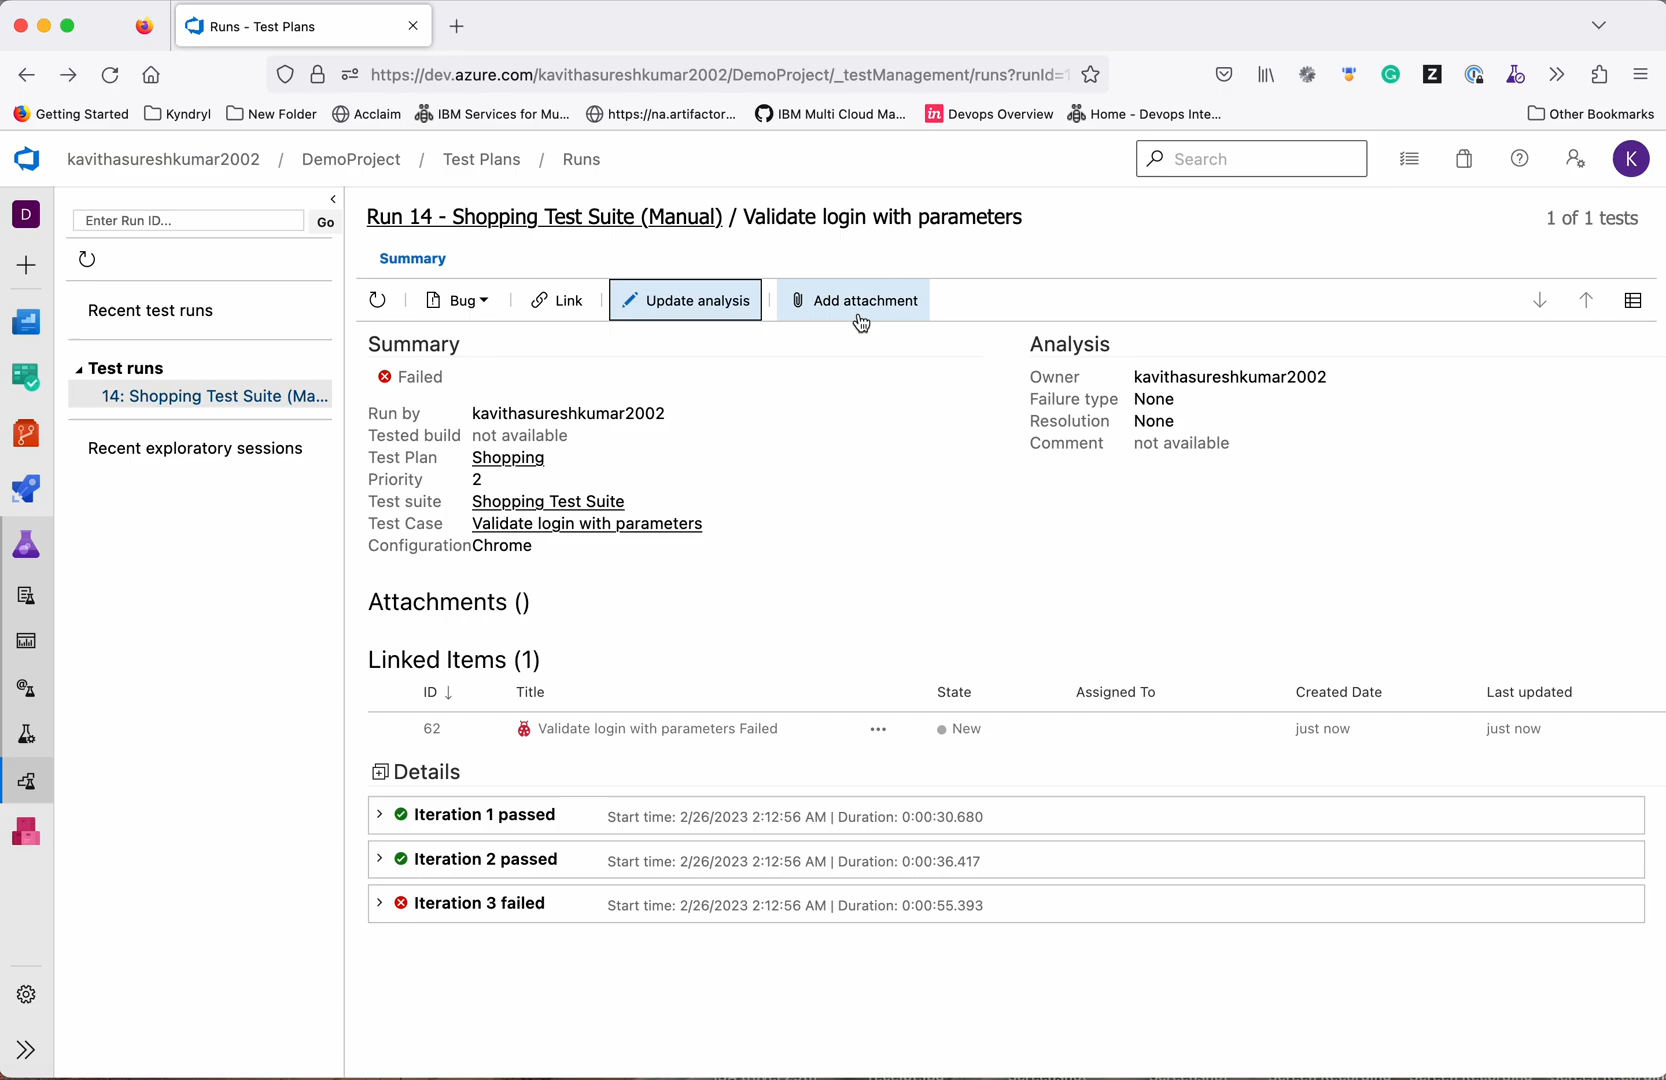 Runs - Test Plans
https://dev.azure.com/kavithasureshkumar2002/DemoProject/_testManagement/runs?runId=1
Getting Started
Kyndryl
New Folder
Acclaim
IBM Services for Mu...
https://na.artifactor...
IBM Multi Cloud Ma...
in
Devops Overview
Home - Devops Inte...
Other Bookmarks
kavithasureshkumar2002 / DemoProject / Test Plans / Runs
Search
K
D
Enter Run ID...
Go
Recent test runs
Test runs
14: Shopping Test Suite (Ma...
Recent exploratory sessions
Run 14 - Shopping Test Suite (Manual) / Validate login with parameters
1 of 1 tests
Summary
Bug
Link
Update analysis
Add attachment
Summary
Failed
Run by kavithasureshkumar2002
Tested build not available
Test Plan Shopping
Priority 2
Test suite Shopping Test Suite
Test Case Validate login with parameters
Configuration Chrome
Analysis
Owner kavithasureshkumar2002
Failure type None
Resolution None
Comment not available
Attachments ()
Linked Items (1)
ID Title State Assigned To Created Date Last updated
62 Validate login with parameters Failed ... New just now just now
Details
Iteration 1 passed Start time: 2/26/2023 2:12:56 AM | Duration: 0:00:30.680
Iteration 2 passed Start time: 2/26/2023 2:12:56 AM | Duration: 0:00:36.417
Iteration 3 failed Start time: 2/26/2023 2:12:56 AM | Duration: 0:00:55.393